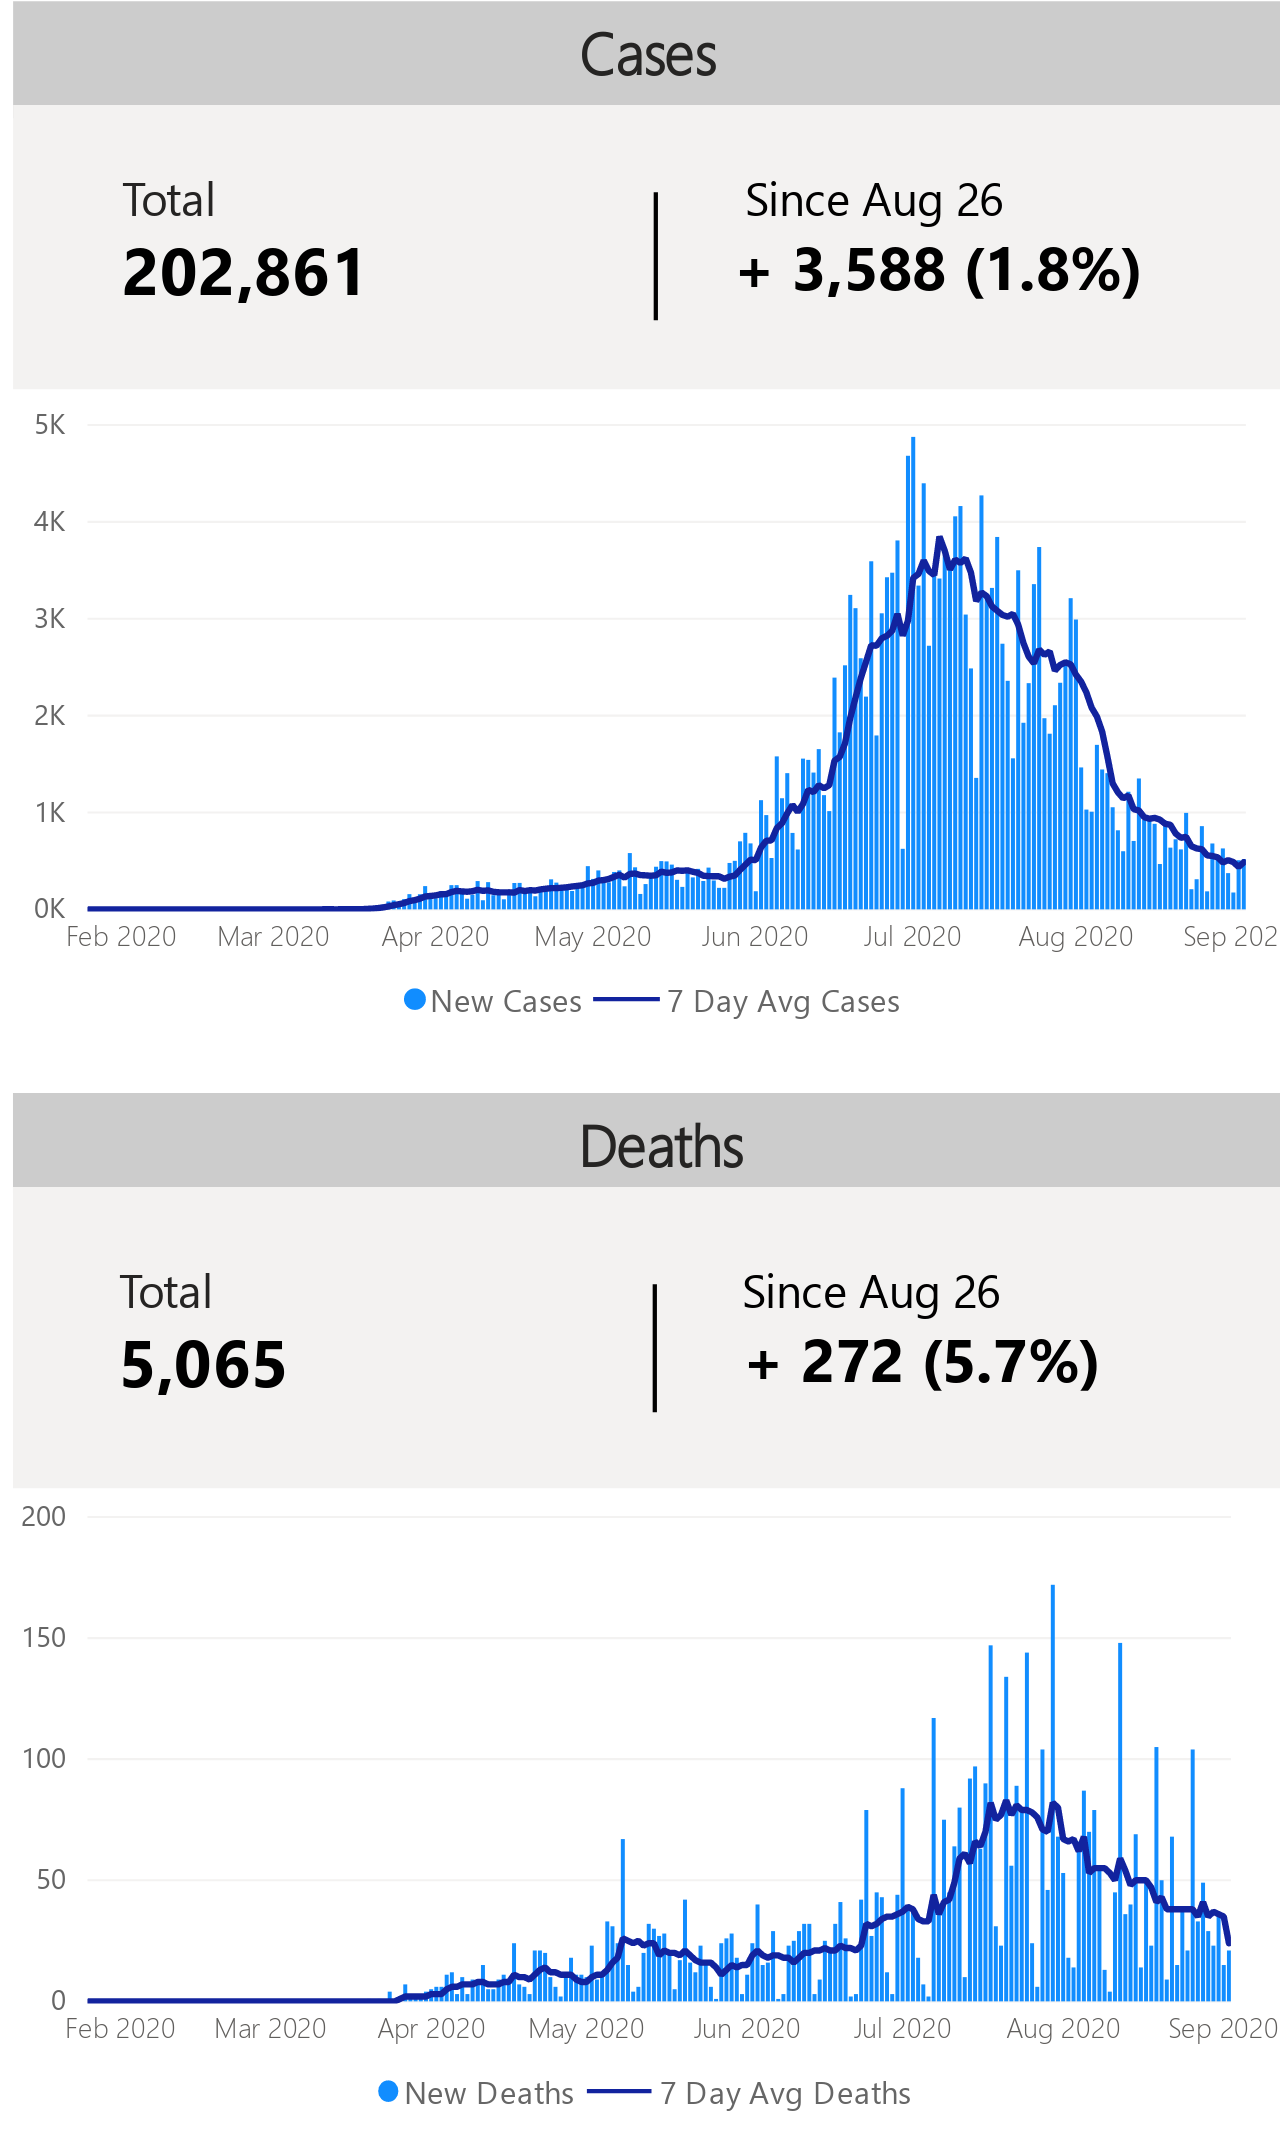 Cases
Total
Since Aug 26
202,861
+ 3,588 (1.8%)
5K
4K
3K
2K
1K
0K
Feb 2020 Mar 2020 Apr 2020 May 2020 Jun 2020 Jul 2020 Aug 2020 Sep 202
New Cases 7 Day Avg Cases
Deaths
Total
Since Aug 26
5,065
+ 272 (5.7%)
200
150
100
50
0
Feb 2020 Mar 2020 Apr 2020 May 2020 Jun 2020 Jul 2020 Aug 2020 Sep 2020
New Deaths 7 Day Avg Deaths